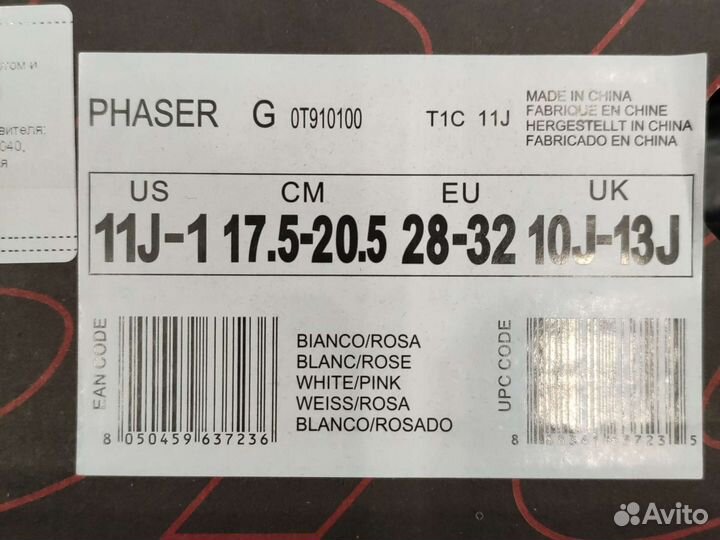 том и
вителя:
040,
PHASER G 0T910100 T1C 11J
MADE IN CHINA
FABRIQUE EN CHINE
HERGESTELLT IN CHINA
FABRICADO EN CHINA
US CM EU UK
11J-1 17.5-20.5 28-32 10J-13J
EAN CODE
8 050459 637236
BIANCO/ROSA
BLANC/ROSE
WHITE/PINK
WEISS/ROSA
BLANCO/ROSADO
UPC CODE
Avito